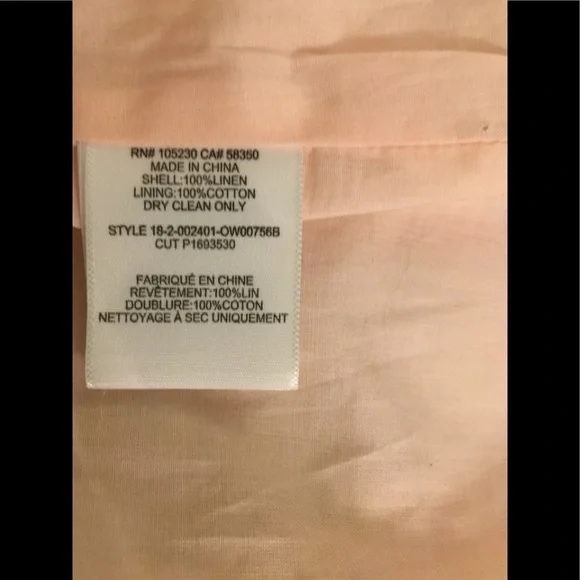 RN# 105230 CA# 58350
MADE IN CHINA
SHELL:100%LINEN
LINING:100%COTTON
DRY CLEAN ONLY
STYLE 18-2-002401-OW00756B
CUT P1693530
FABRIQUÉ EN CHINE
REVÊTEMENT:100%LIN
DOUBLURE:100%COTON
NETTOYAGE À SEC UNIQUEMENT